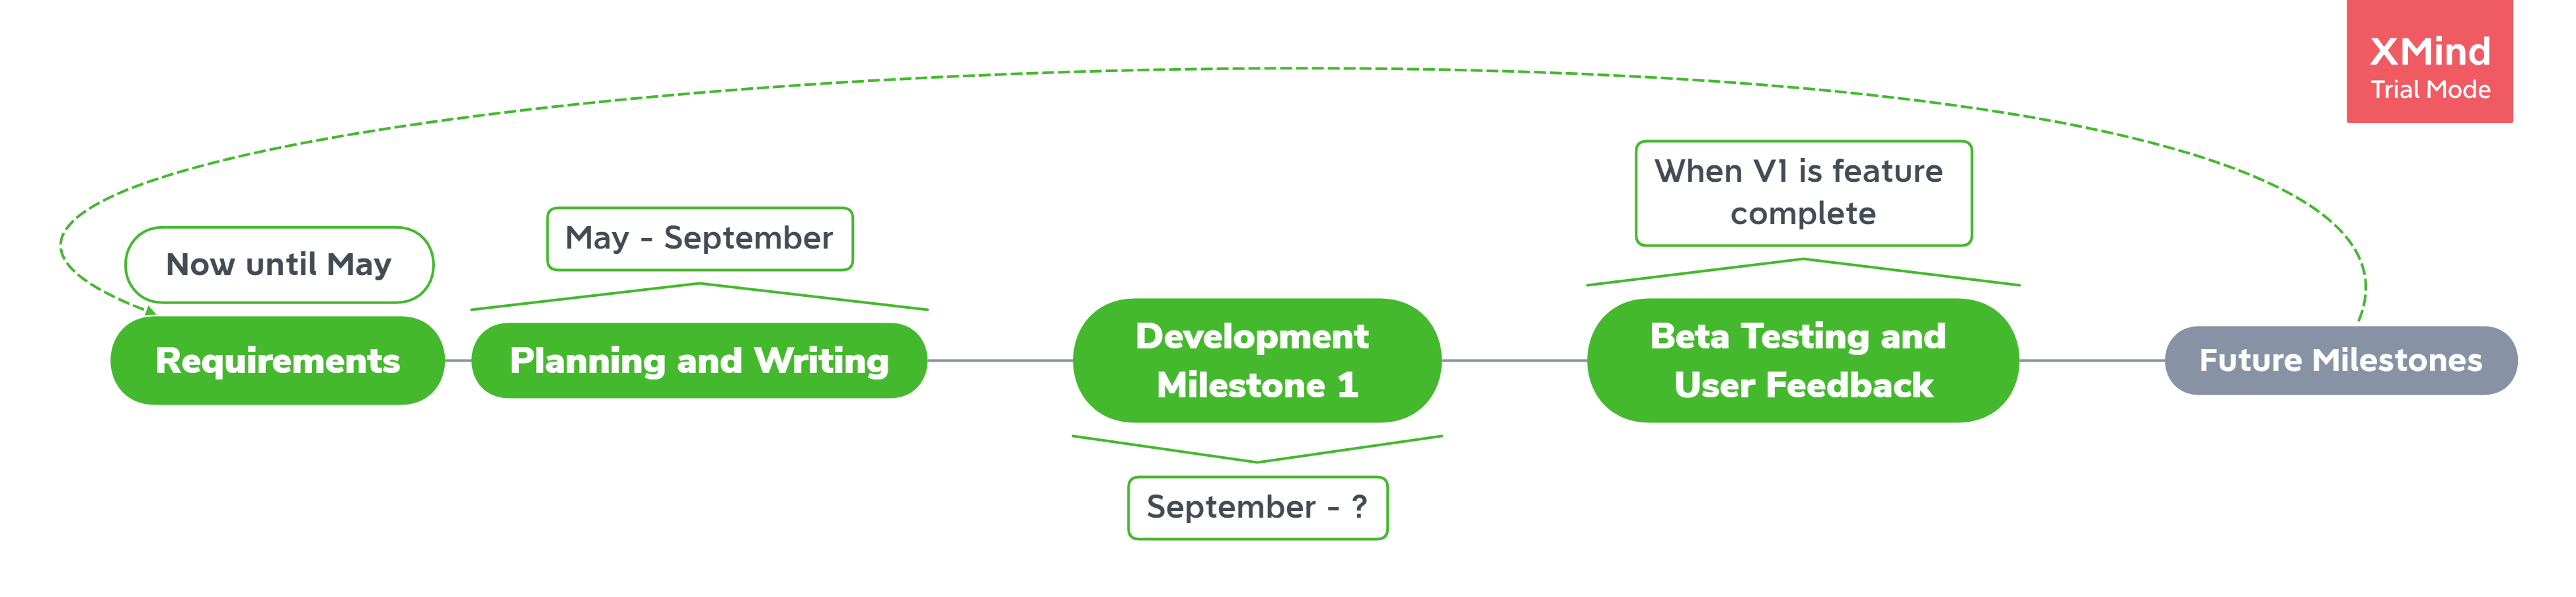 XMind
Trial Mode
When V1 is feature
complete
May - September
Now until May
Requirements
Planning and Writing
Development
Milestone 1
Beta Testing and
User Feedback
Future Milestones
September - ?